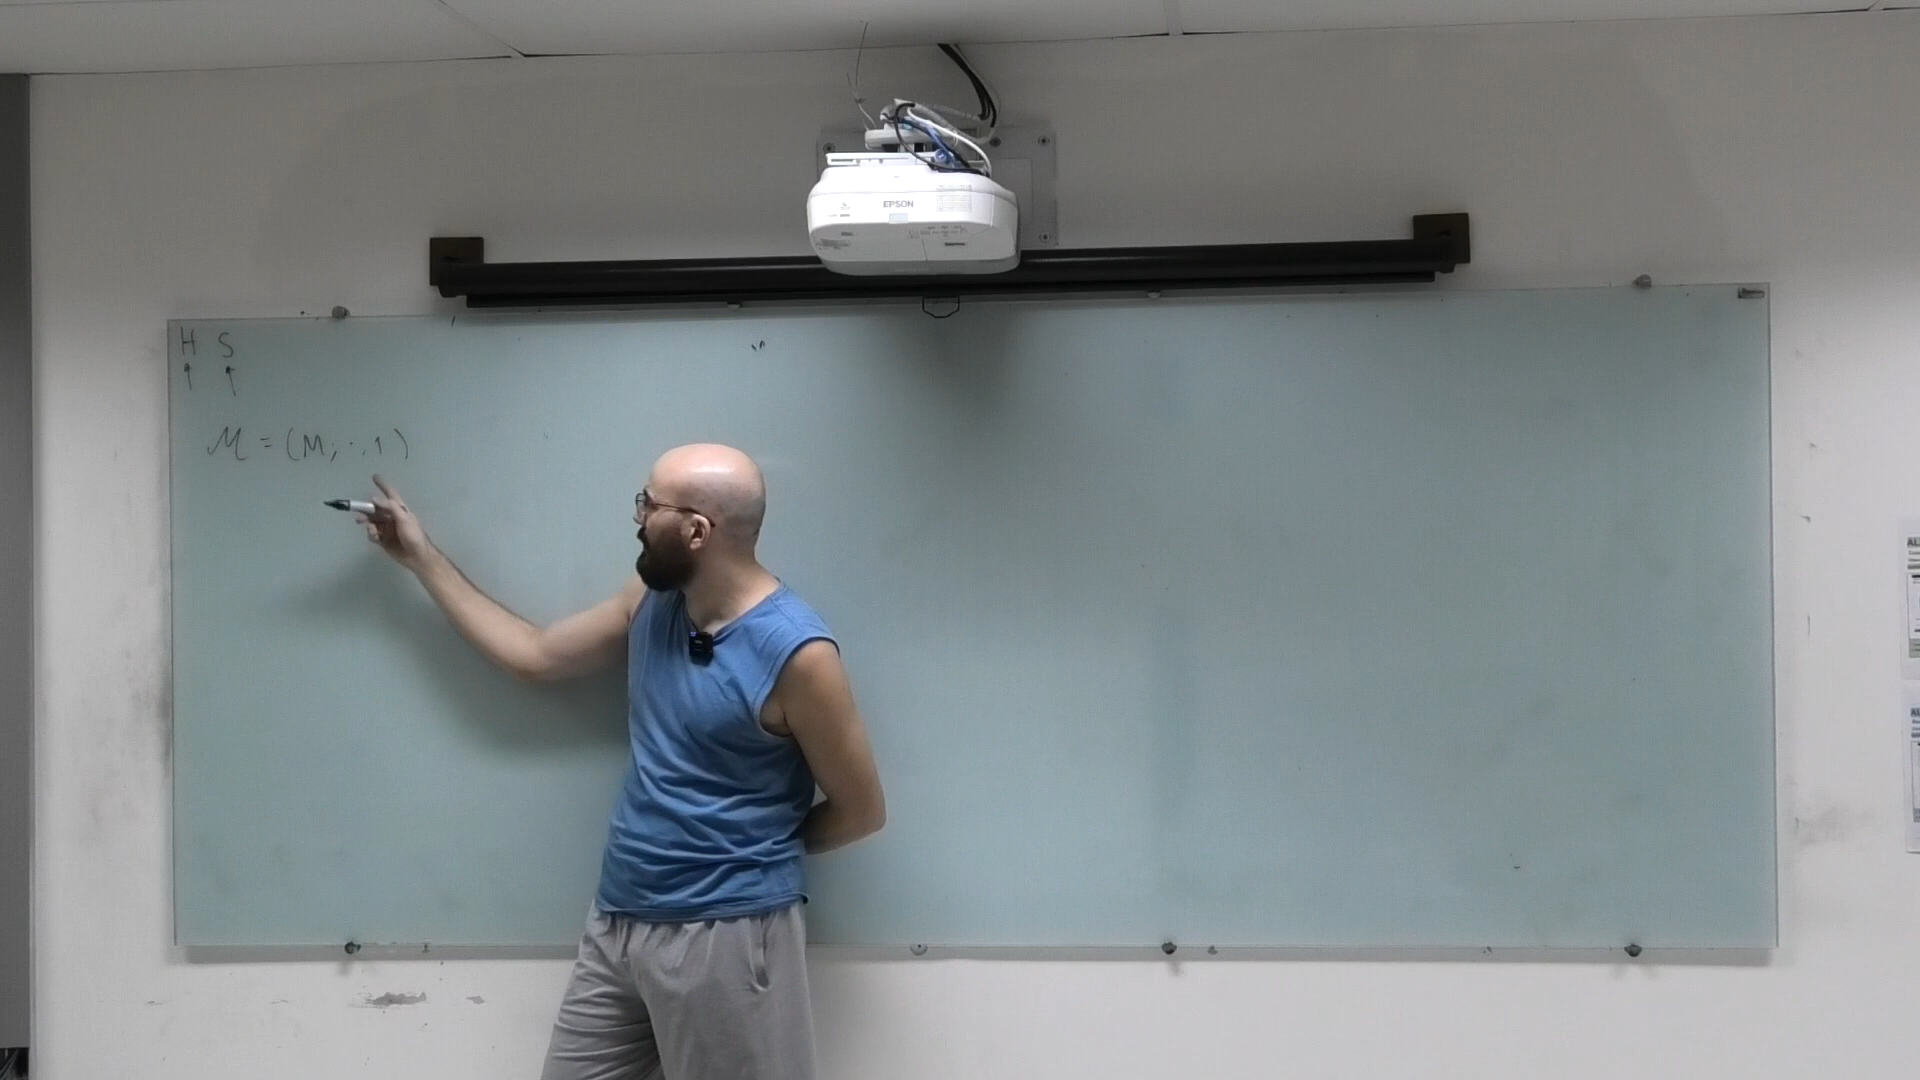 EPSON
H S
↑ ↑
ℳ = (M; ·, 1)